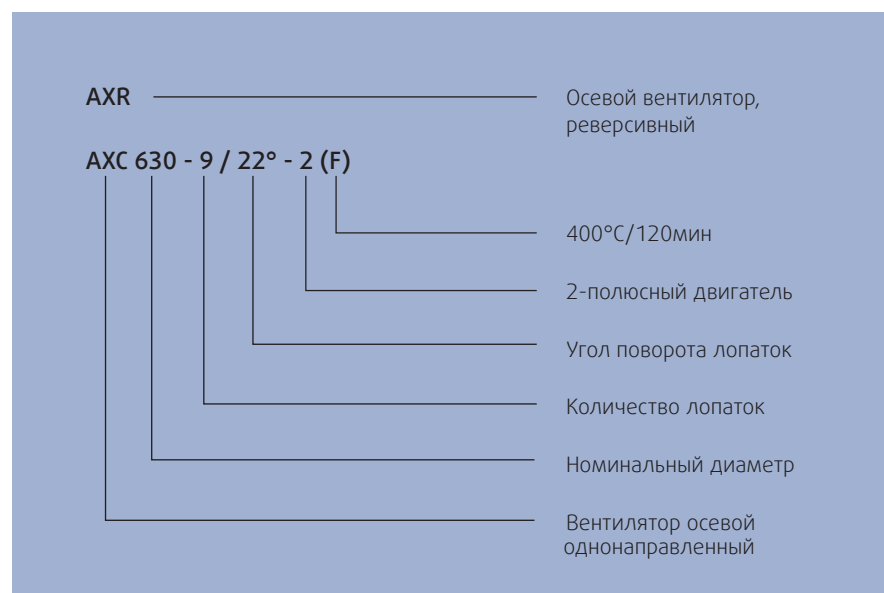 AXR
Осевой вентилятор,
реверсивный
AXC 630 - 9 / 22° - 2 (F)
400°C/120мин
2-полюсный двигатель
Угол поворота лопаток
Количество лопаток
Номинальный диаметр
Вентилятор осевой
однонаправленный